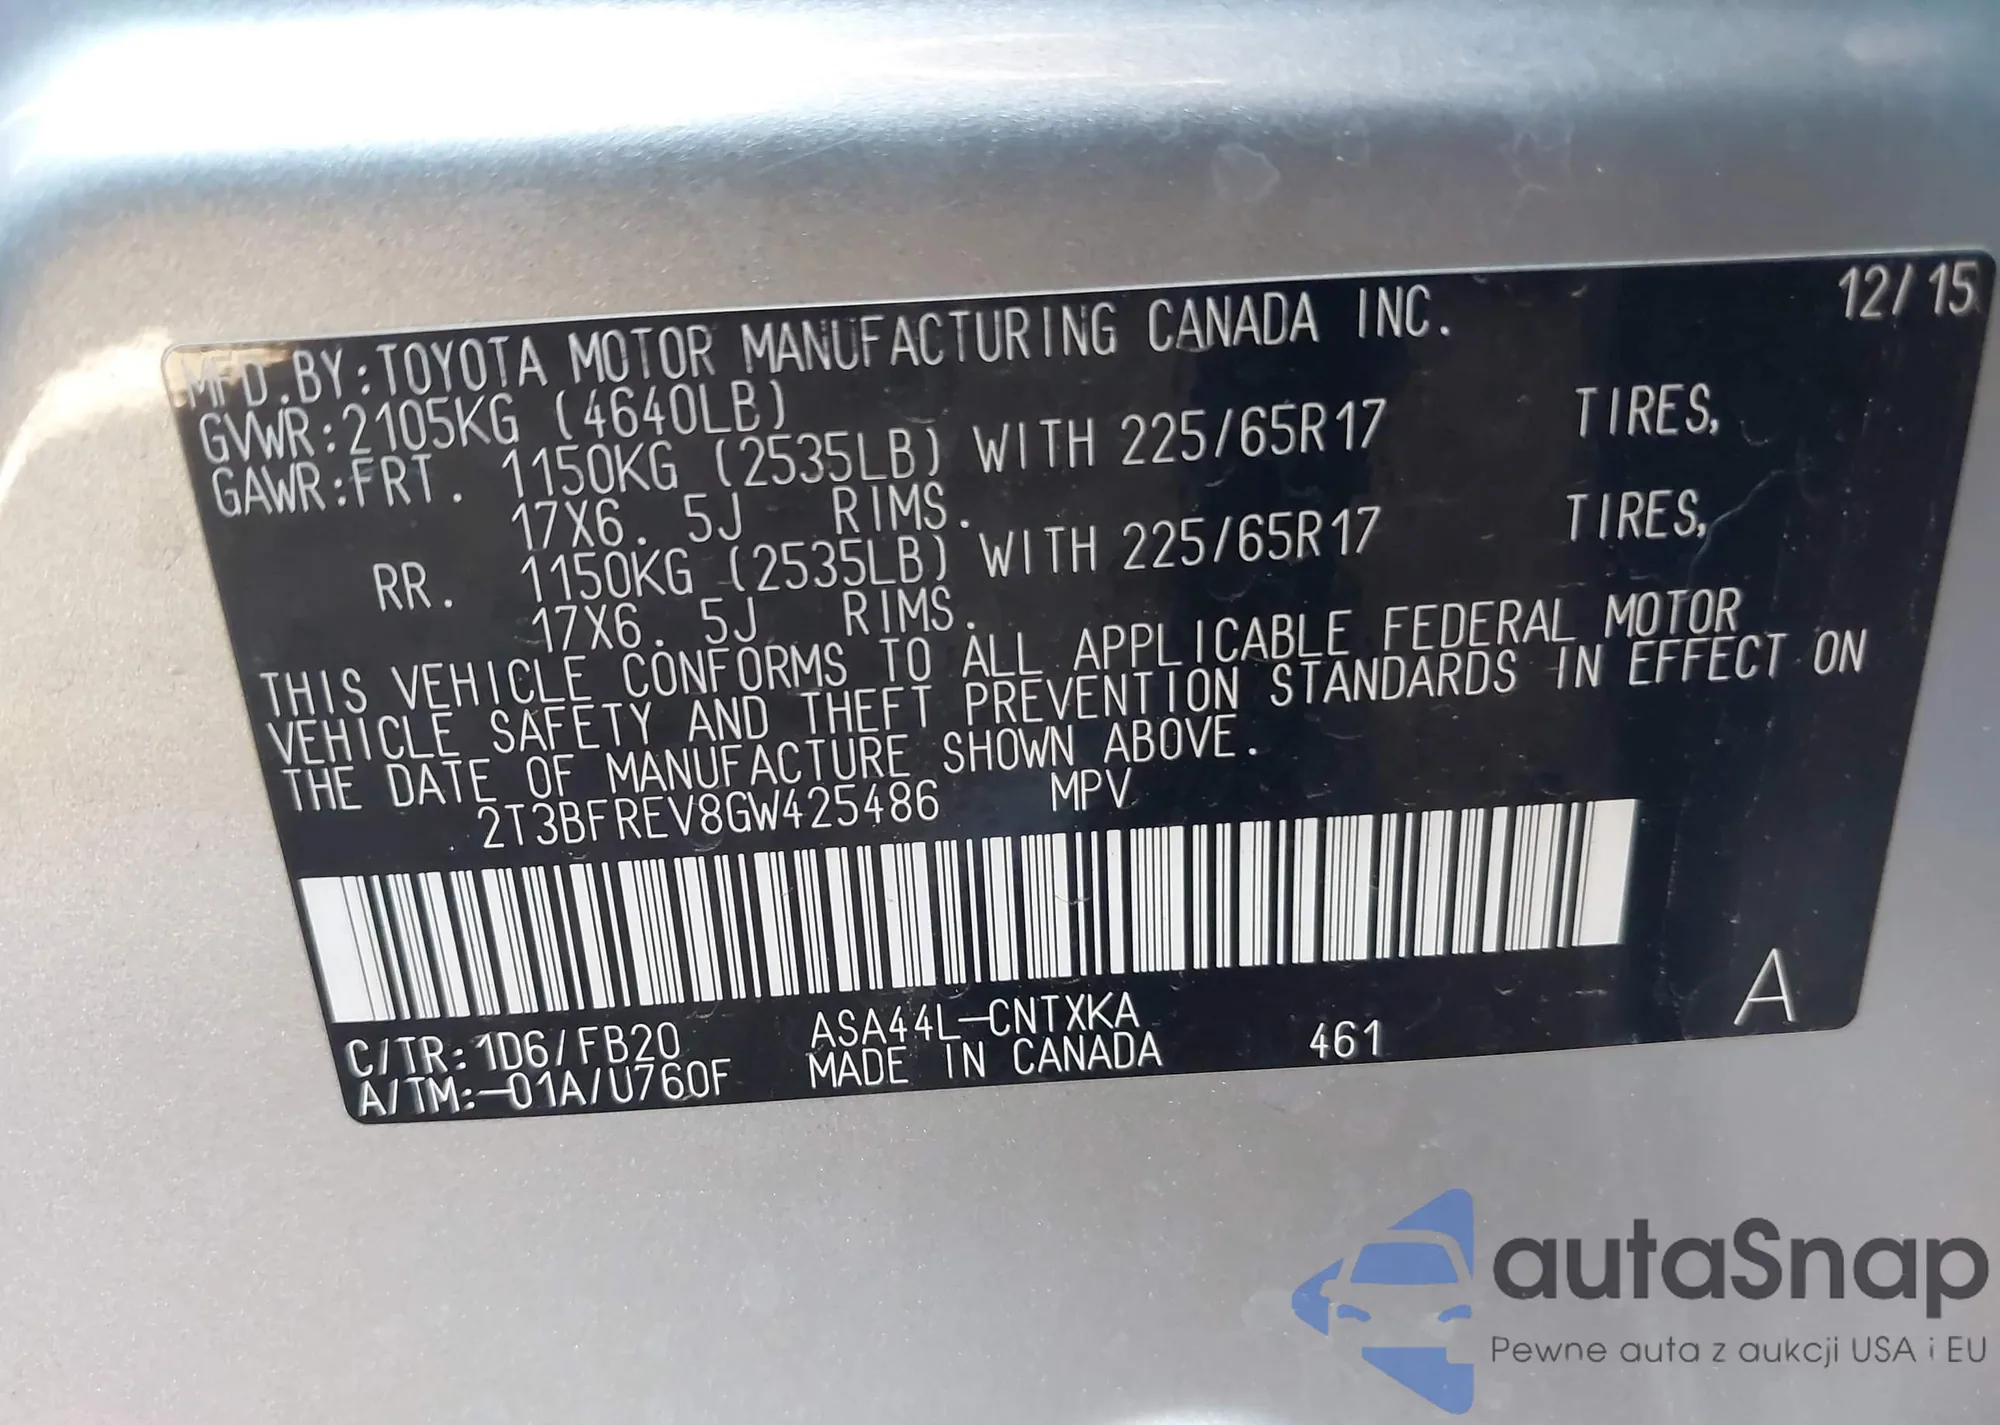 12/15
MFD.BY:TOYOTA MOTOR MANUFACTURING CANADA INC.
GVWR:2105KG (4640LB)
GAWR:FRT. 1150KG (2535LB) WITH 225/65R17 TIRES,
17X6.5J RIMS.
RR. 1150KG (2535LB) WITH 225/65R17 TIRES,
17X6.5J RIMS.
THIS VEHICLE CONFORMS TO ALL APPLICABLE FEDERAL MOTOR
VEHICLE SAFETY AND THEFT PREVENTION STANDARDS IN EFFECT ON
THE DATE OF MANUFACTURE SHOWN ABOVE.
2T3BFREV8GW425486 MPV
C/TR:1D6/FB20 ASA44L-CNTXKA 461 A
A/TM:-01A/U760F MADE IN CANADA
autaSnap
Pewne auta z aukcji USA i EU